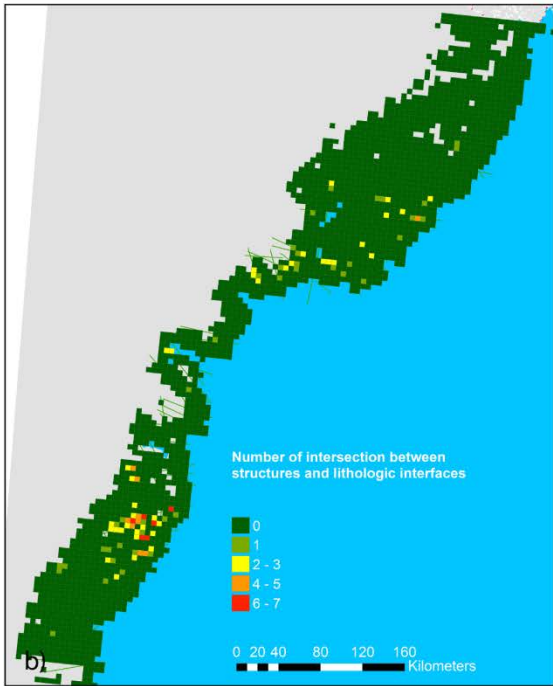 Number of intersection between
structures and lithologic interfaces
0
1
2 - 3
4 - 5
6 - 7
b)
0 20 40 80 120 160
Kilometers